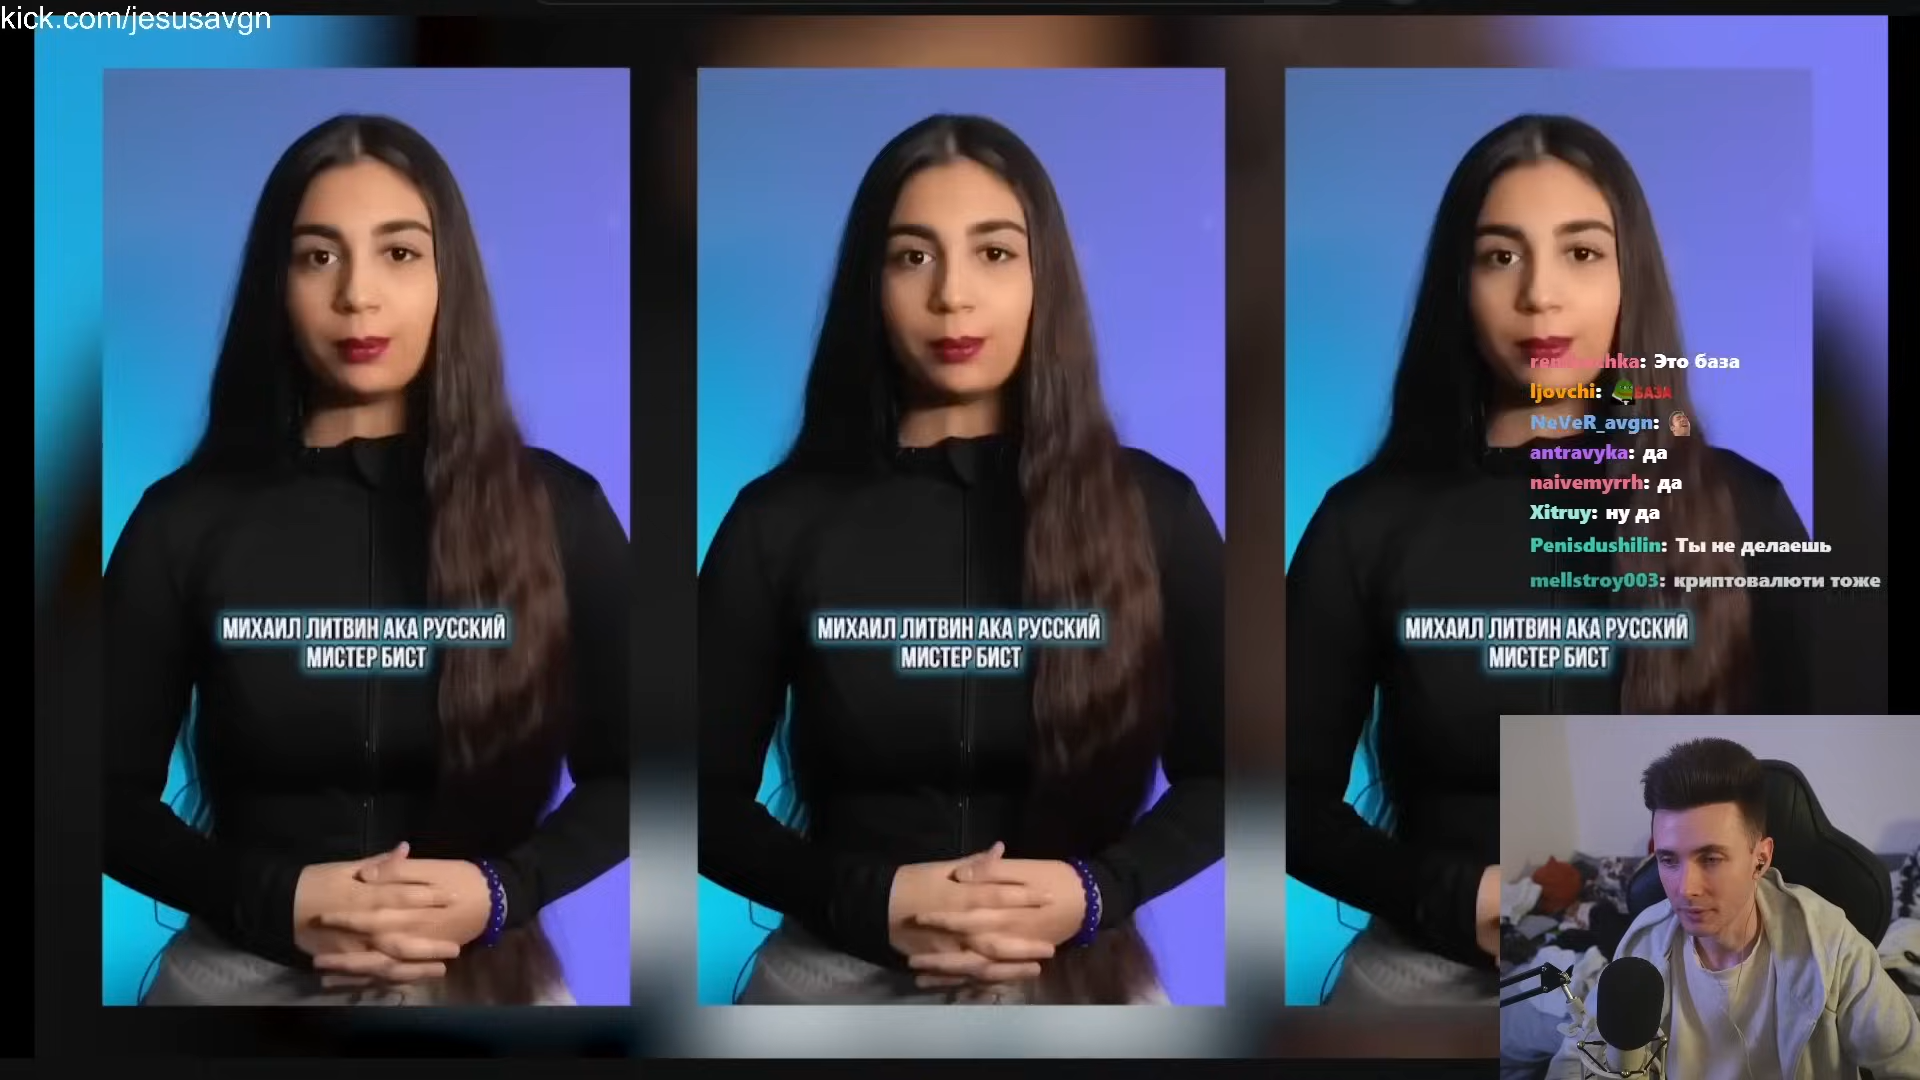 kick.com/jesusavgn
МИХАИЛ ЛИТВИН АКА РУССКИЙ
МИСТЕР БИСТ
МИХАИЛ ЛИТВИН АКА РУССКИЙ
МИСТЕР БИСТ
МИХАИЛ ЛИТВИН АКА РУССКИЙ
МИСТЕР БИСТ
Это база
ljovchi: БАЗА
NeVeR_avgn:
antravyka: да
naivemyrrh: да
Xitruy: ну да
Penisdushilin: Ты не делаешь
mellstroy003: криптовалюти тоже